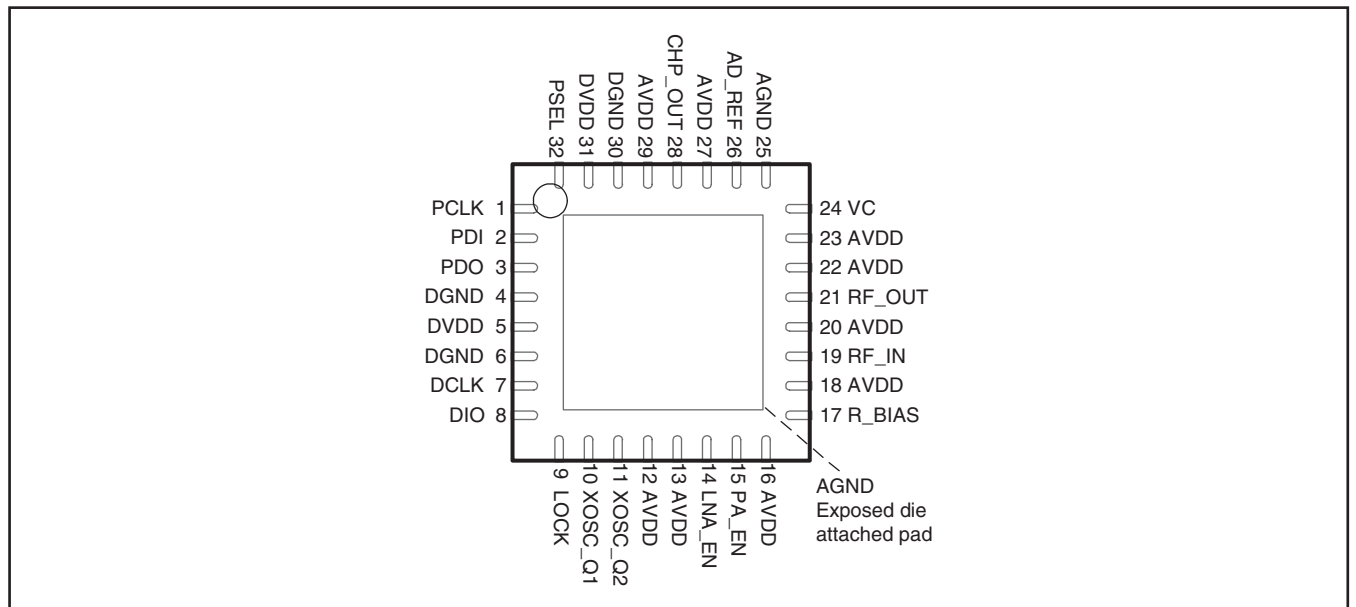 PSEL 32
DVDD 31
DGND 30
AVDD 29
CHP_OUT 28
AVDD 27
AD_REF 26
AGND 25
PCLK 1
PDI 2
PDO 3
DGND 4
DVDD 5
DGND 6
DCLK 7
DIO 8
24 VC
23 AVDD
22 AVDD
21 RF_OUT
20 AVDD
19 RF_IN
18 AVDD
17 R_BIAS
9 LOCK
10 XOSC_Q1
11 XOSC_Q2
12 AVDD
13 AVDD
14 LNA_EN
15 PA_EN
16 AVDD
AGND
Exposed die
attached pad